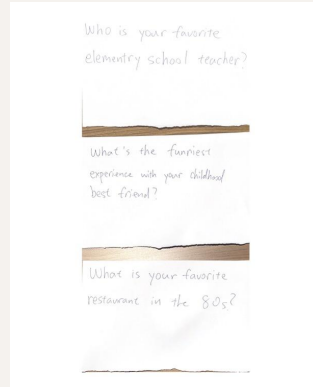 Who is your favorite
elementry school teacher?
What's the funniest
experience with your childhood
best friend?
What is your favorite
restaurant in the 80s?